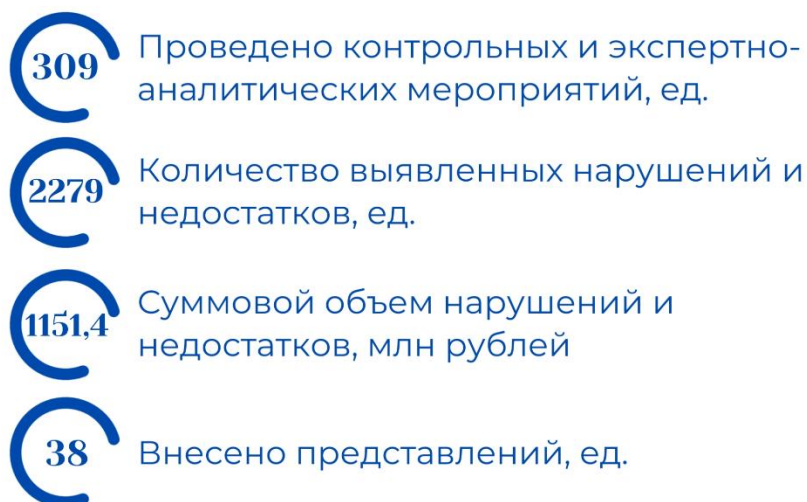 309
Проведено контрольных и экспертно-
аналитических мероприятий, ед.
2279
Количество выявленных нарушений и
недостатков, ед.
1151,4
Суммовой объем нарушений и
недостатков, млн рублей
38
Внесено представлений, ед.